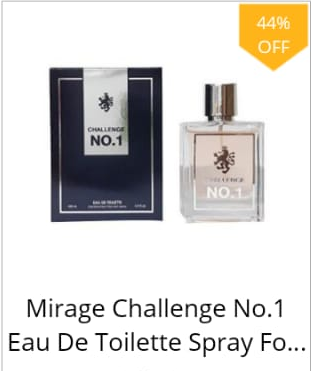 44%
OFF
CHALLENGE
NO.1
EAU DE TOILETTE
CHALLENGE
NO.1
Mirage Challenge No.1
Eau De Toilette Spray Fo...